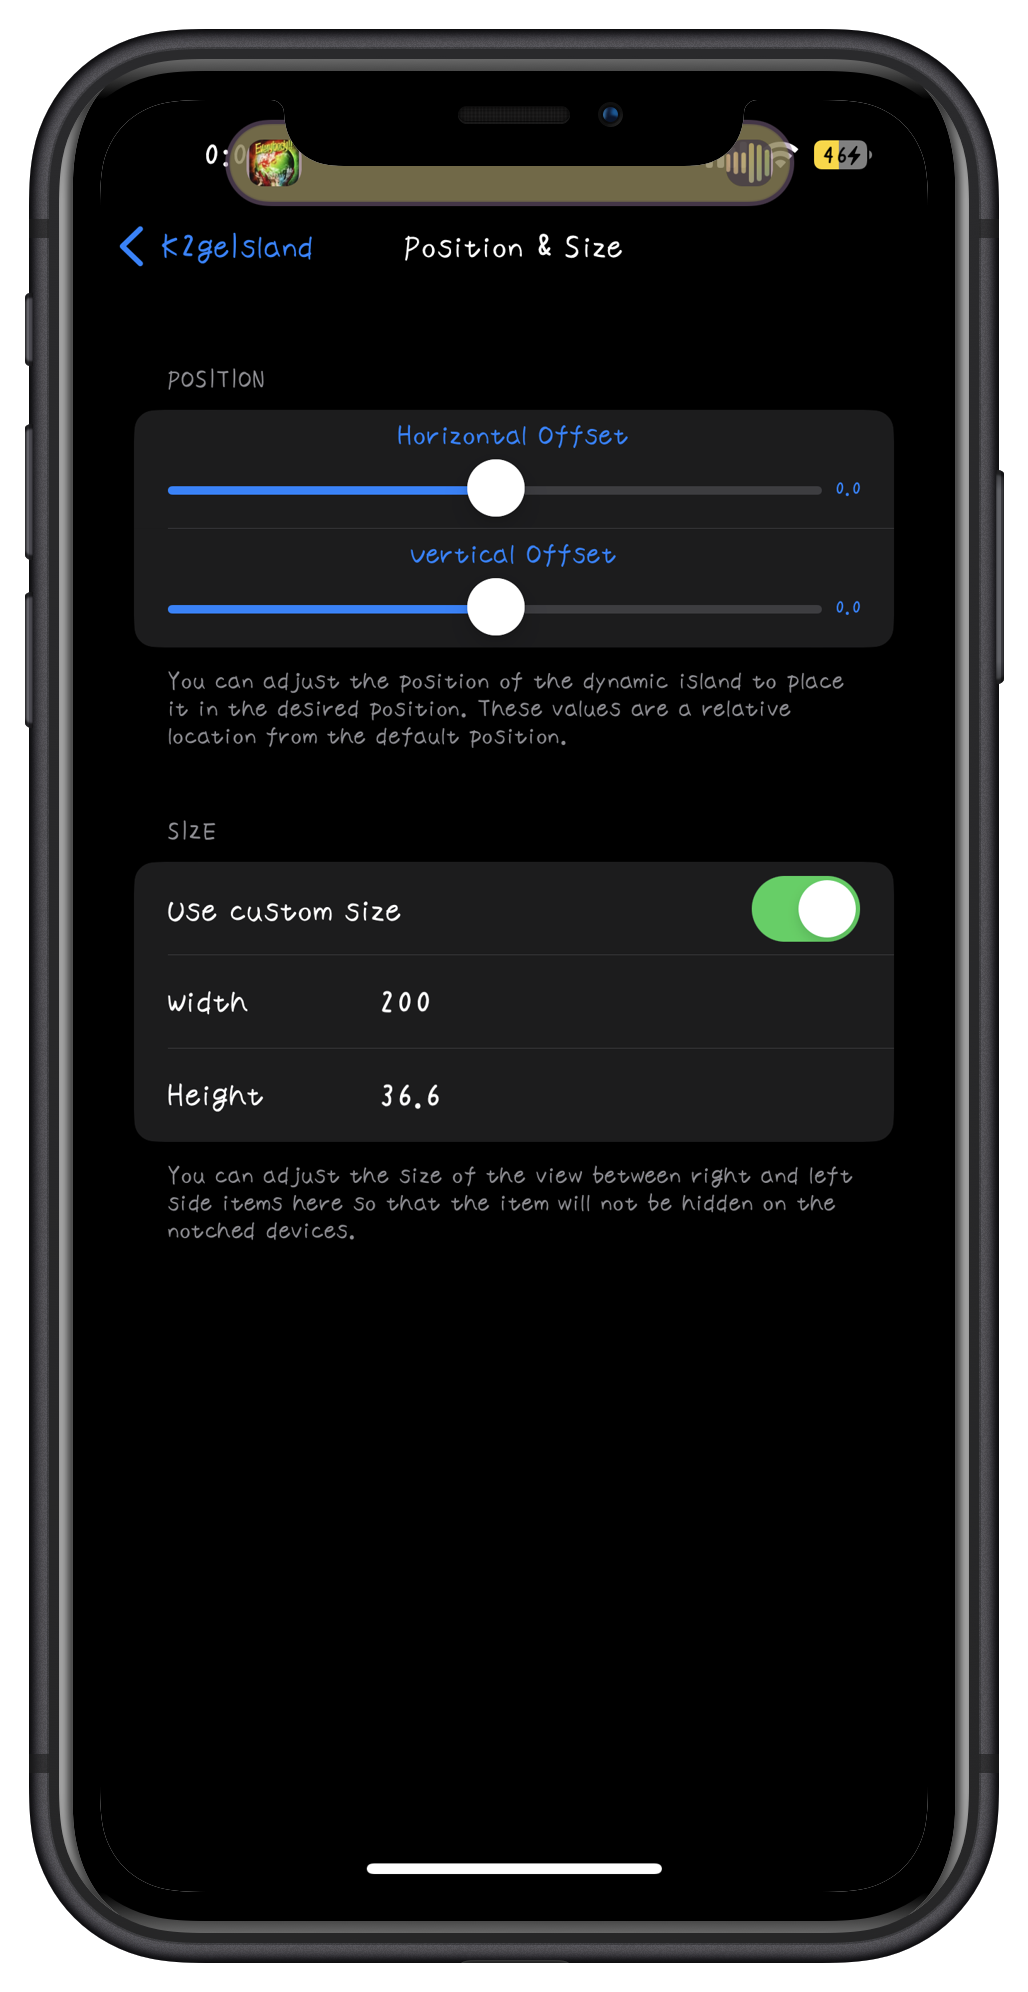 0:0
46
K2geIsland
Position & Size
POSITION
Horizontal Offset
0.0
Vertical Offset
0.0
You can adjust the position of the dynamic island to place
it in the desired position. These values are a relative
location from the default position.
SIZE
Use custom size
Width 200
Height 36.6
You can adjust the size of the view between right and left
side items here so that the item will not be hidden on the
notched devices.